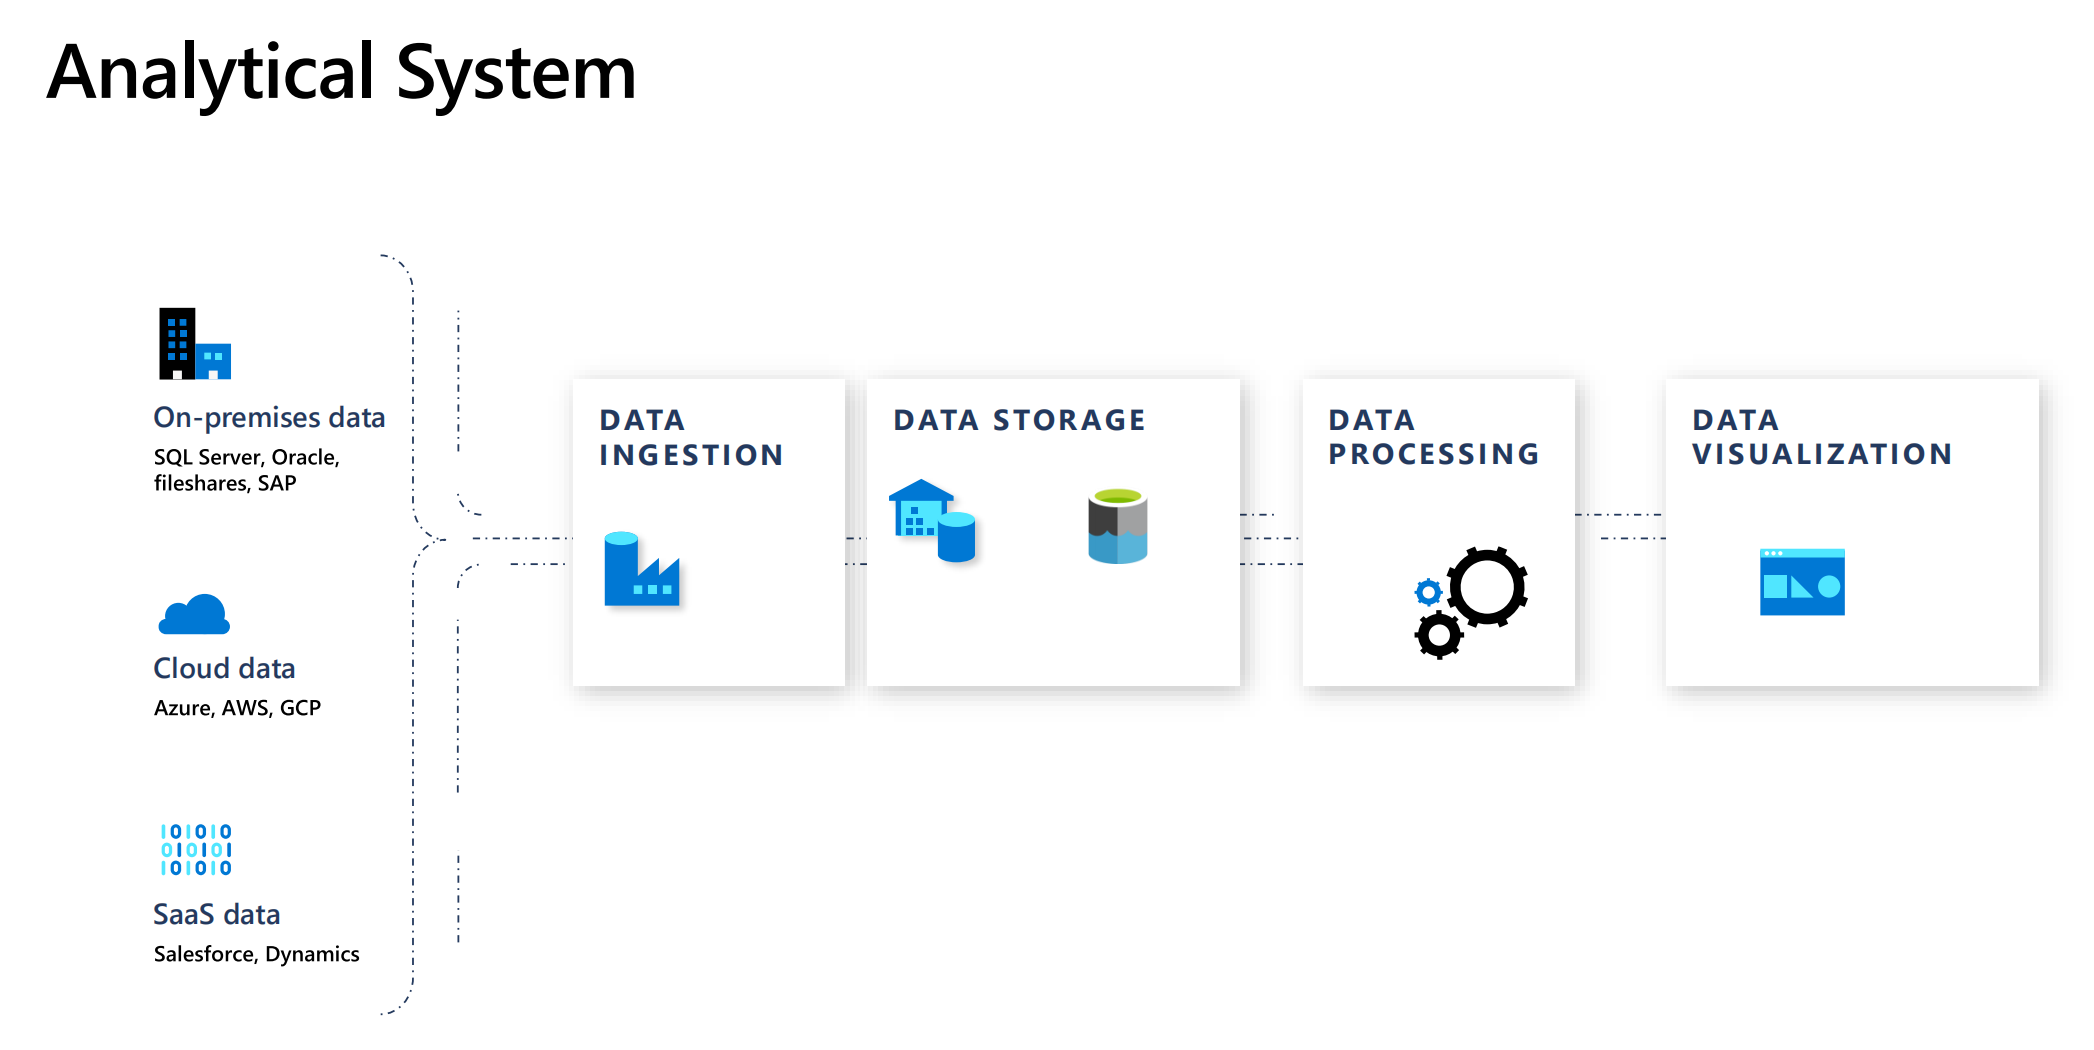 Analytical System
On-premises data
SQL Server, Oracle,
fileshares, SAP
Cloud data
Azure, AWS, GCP
101010
010101
101010
SaaS data
Salesforce, Dynamics
DATA
INGESTION
DATA STORAGE
DATA
PROCESSING
DATA
VISUALIZATION